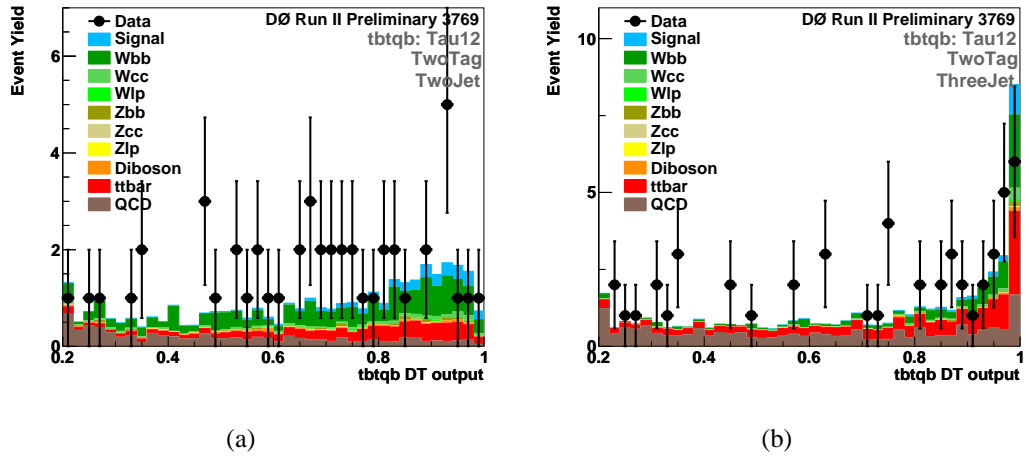 Event Yield
DØ Run II Preliminary 3769
tbtqb: Tau12
TwoTag
TwoJet
Data
Signal
Wbb
Wcc
Wlp
Zbb
Zcc
Zlp
Diboson
ttbar
QCD
6
4
2
0
0.2 0.4 0.6 0.8 1
tbtqb DT output
(a)
Event Yield
DØ Run II Preliminary 3769
tbtqb: Tau12
TwoTag
ThreeJet
Data
Signal
Wbb
Wcc
Wlp
Zbb
Zcc
Zlp
Diboson
ttbar
QCD
10
5
0
0.2 0.4 0.6 0.8 1
tbtqb DT output
(b)